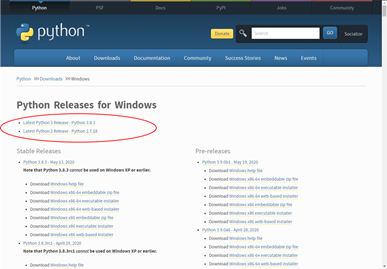 Python
PSF
Docs
PyPI
Jobs
Community
python™
Donate
Search
GO
Socialize
About
Downloads
Documentation
Community
Success Stories
News
Events
Python >>> Downloads >>> Windows
Python Releases for Windows
Latest Python 3 Release - Python 3.8.3
Latest Python 2 Release - Python 2.7.18
Stable Releases
Python 3.8.3 - May 13, 2020
Note that Python 3.8.3 cannot be used on Windows XP or earlier.
Download Windows help file
Download Windows x86-64 embeddable zip file
Download Windows x86-64 executable installer
Download Windows x86-64 web-based installer
Download Windows x86 embeddable zip file
Download Windows x86 executable installer
Download Windows x86 web-based installer
Python 3.8.3rc1 - April 29, 2020
Note that Python 3.8.3rc1 cannot be used on Windows XP or earlier.
Download Windows help file
Pre-releases
Python 3.9.0b1 - May 19, 2020
Download Windows help file
Download Windows x86-64 embeddable zip file
Download Windows x86-64 executable installer
Download Windows x86-64 web-based installer
Download Windows x86 embeddable zip file
Download Windows x86 executable installer
Download Windows x86 web-based installer
Python 3.9.0a6 - April 28, 2020
Download Windows help file
Download Windows x86-64 embeddable zip file
Download Windows x86-64 executable installer